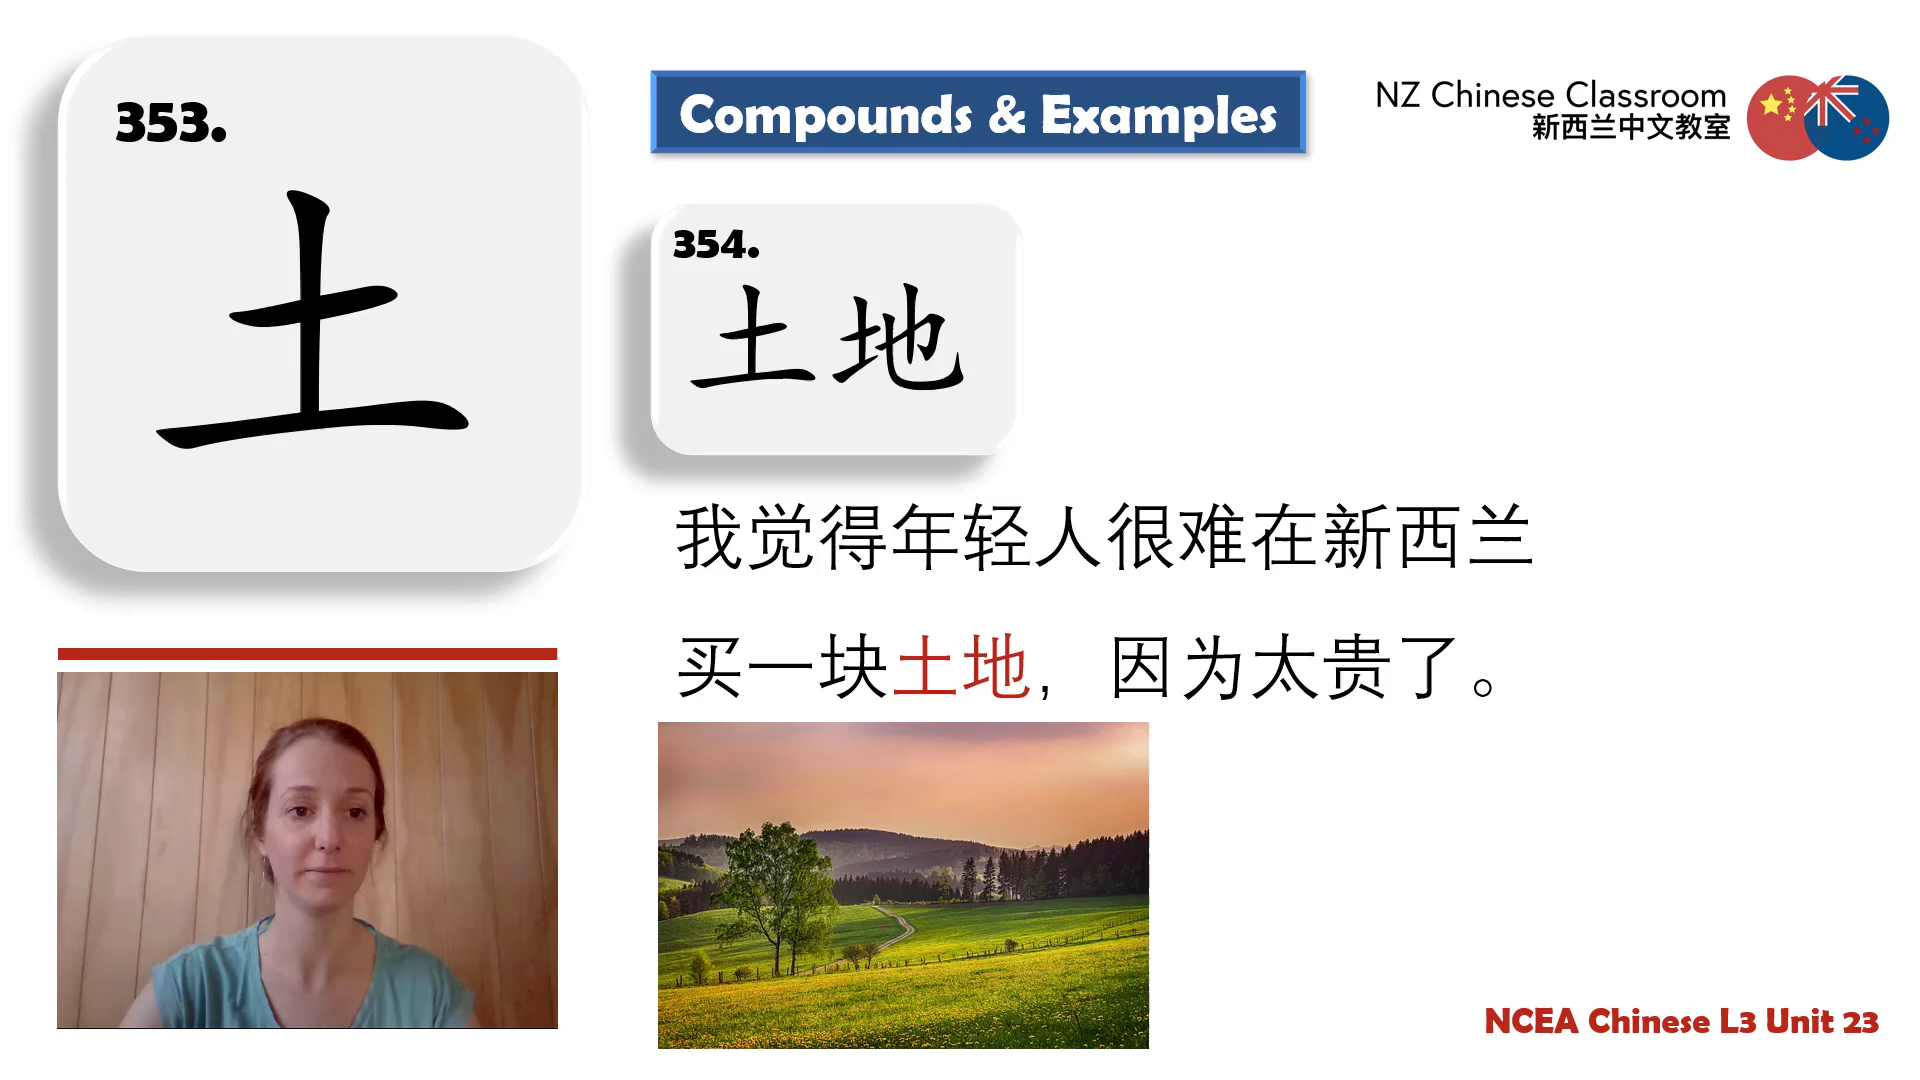 353.
土
Compounds & Examples
NZ Chinese Classroom
新西兰中文教室
354.
土地
我觉得年轻人很难在新西兰
买一块土地，因为太贵了。
NCEA Chinese L3 Unit 23